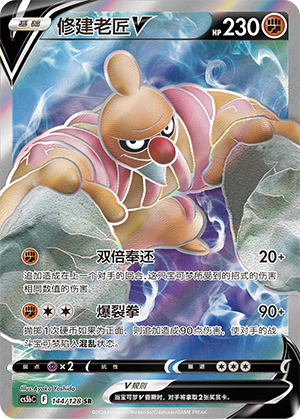 基础 修建老匠V HP230
双倍奉还 20+
追加造成在上一个对手的回合,这只宝可梦所受到的招式的伤害
相同数值的伤害。
爆裂拳 90+
抛掷1次硬币如果为正面,则追加造成90点伤害,使对手的战
斗宝可梦陷入混乱状态。
弱点 ×2 抗性 撤退
Illus. Ayaka Yoshida
V规则
当宝可梦V昏厥时,对手将拿取2张奖赏卡。
cs5bC F 144/128 SR